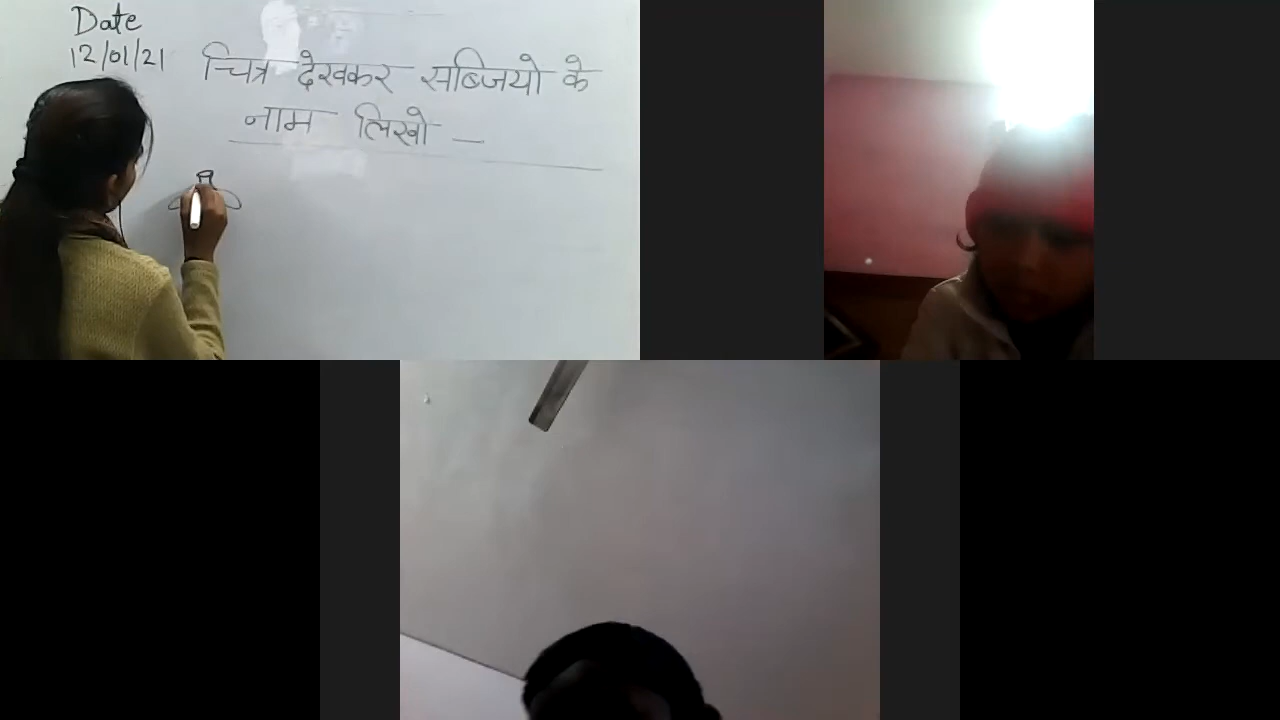 Date
12/01/21
चित्र देखकर सब्जियो के
नाम लिखो —